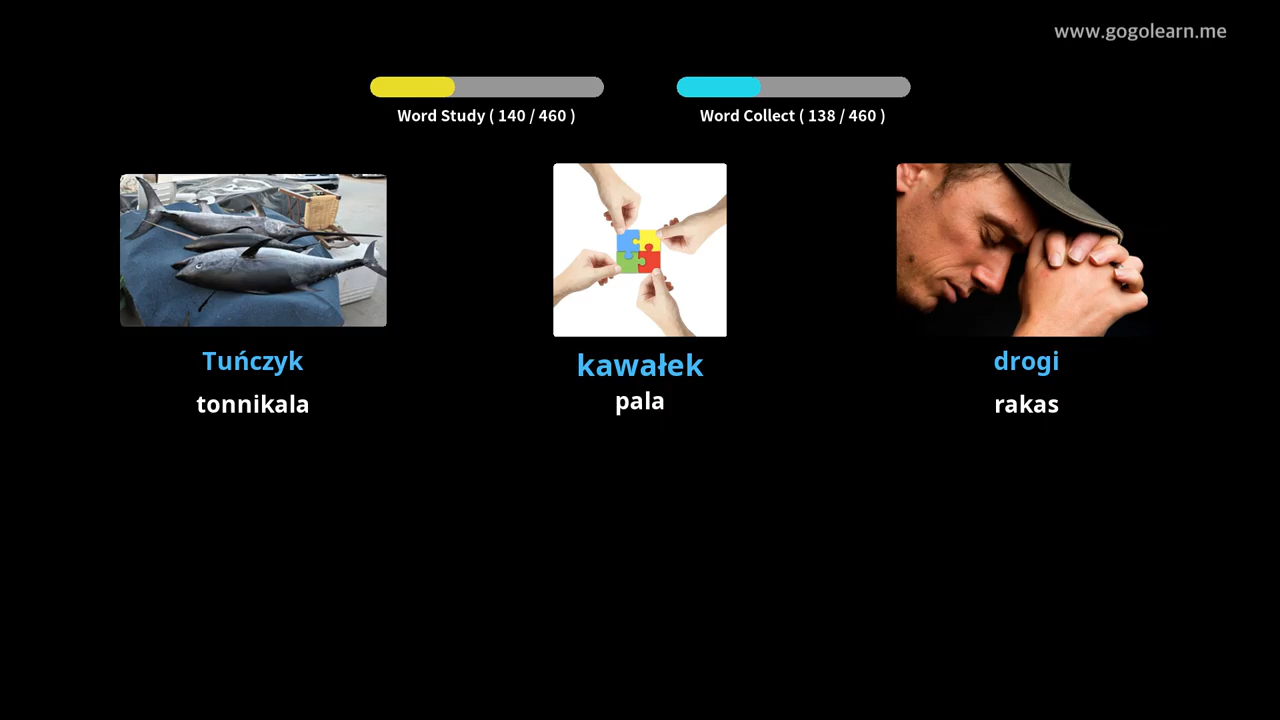 www.gogolearn.me
Word Study ( 140 / 460 )
Word Collect ( 138 / 460 )
Tuńczyk
tonnikala
kawałek
pala
drogi
rakas